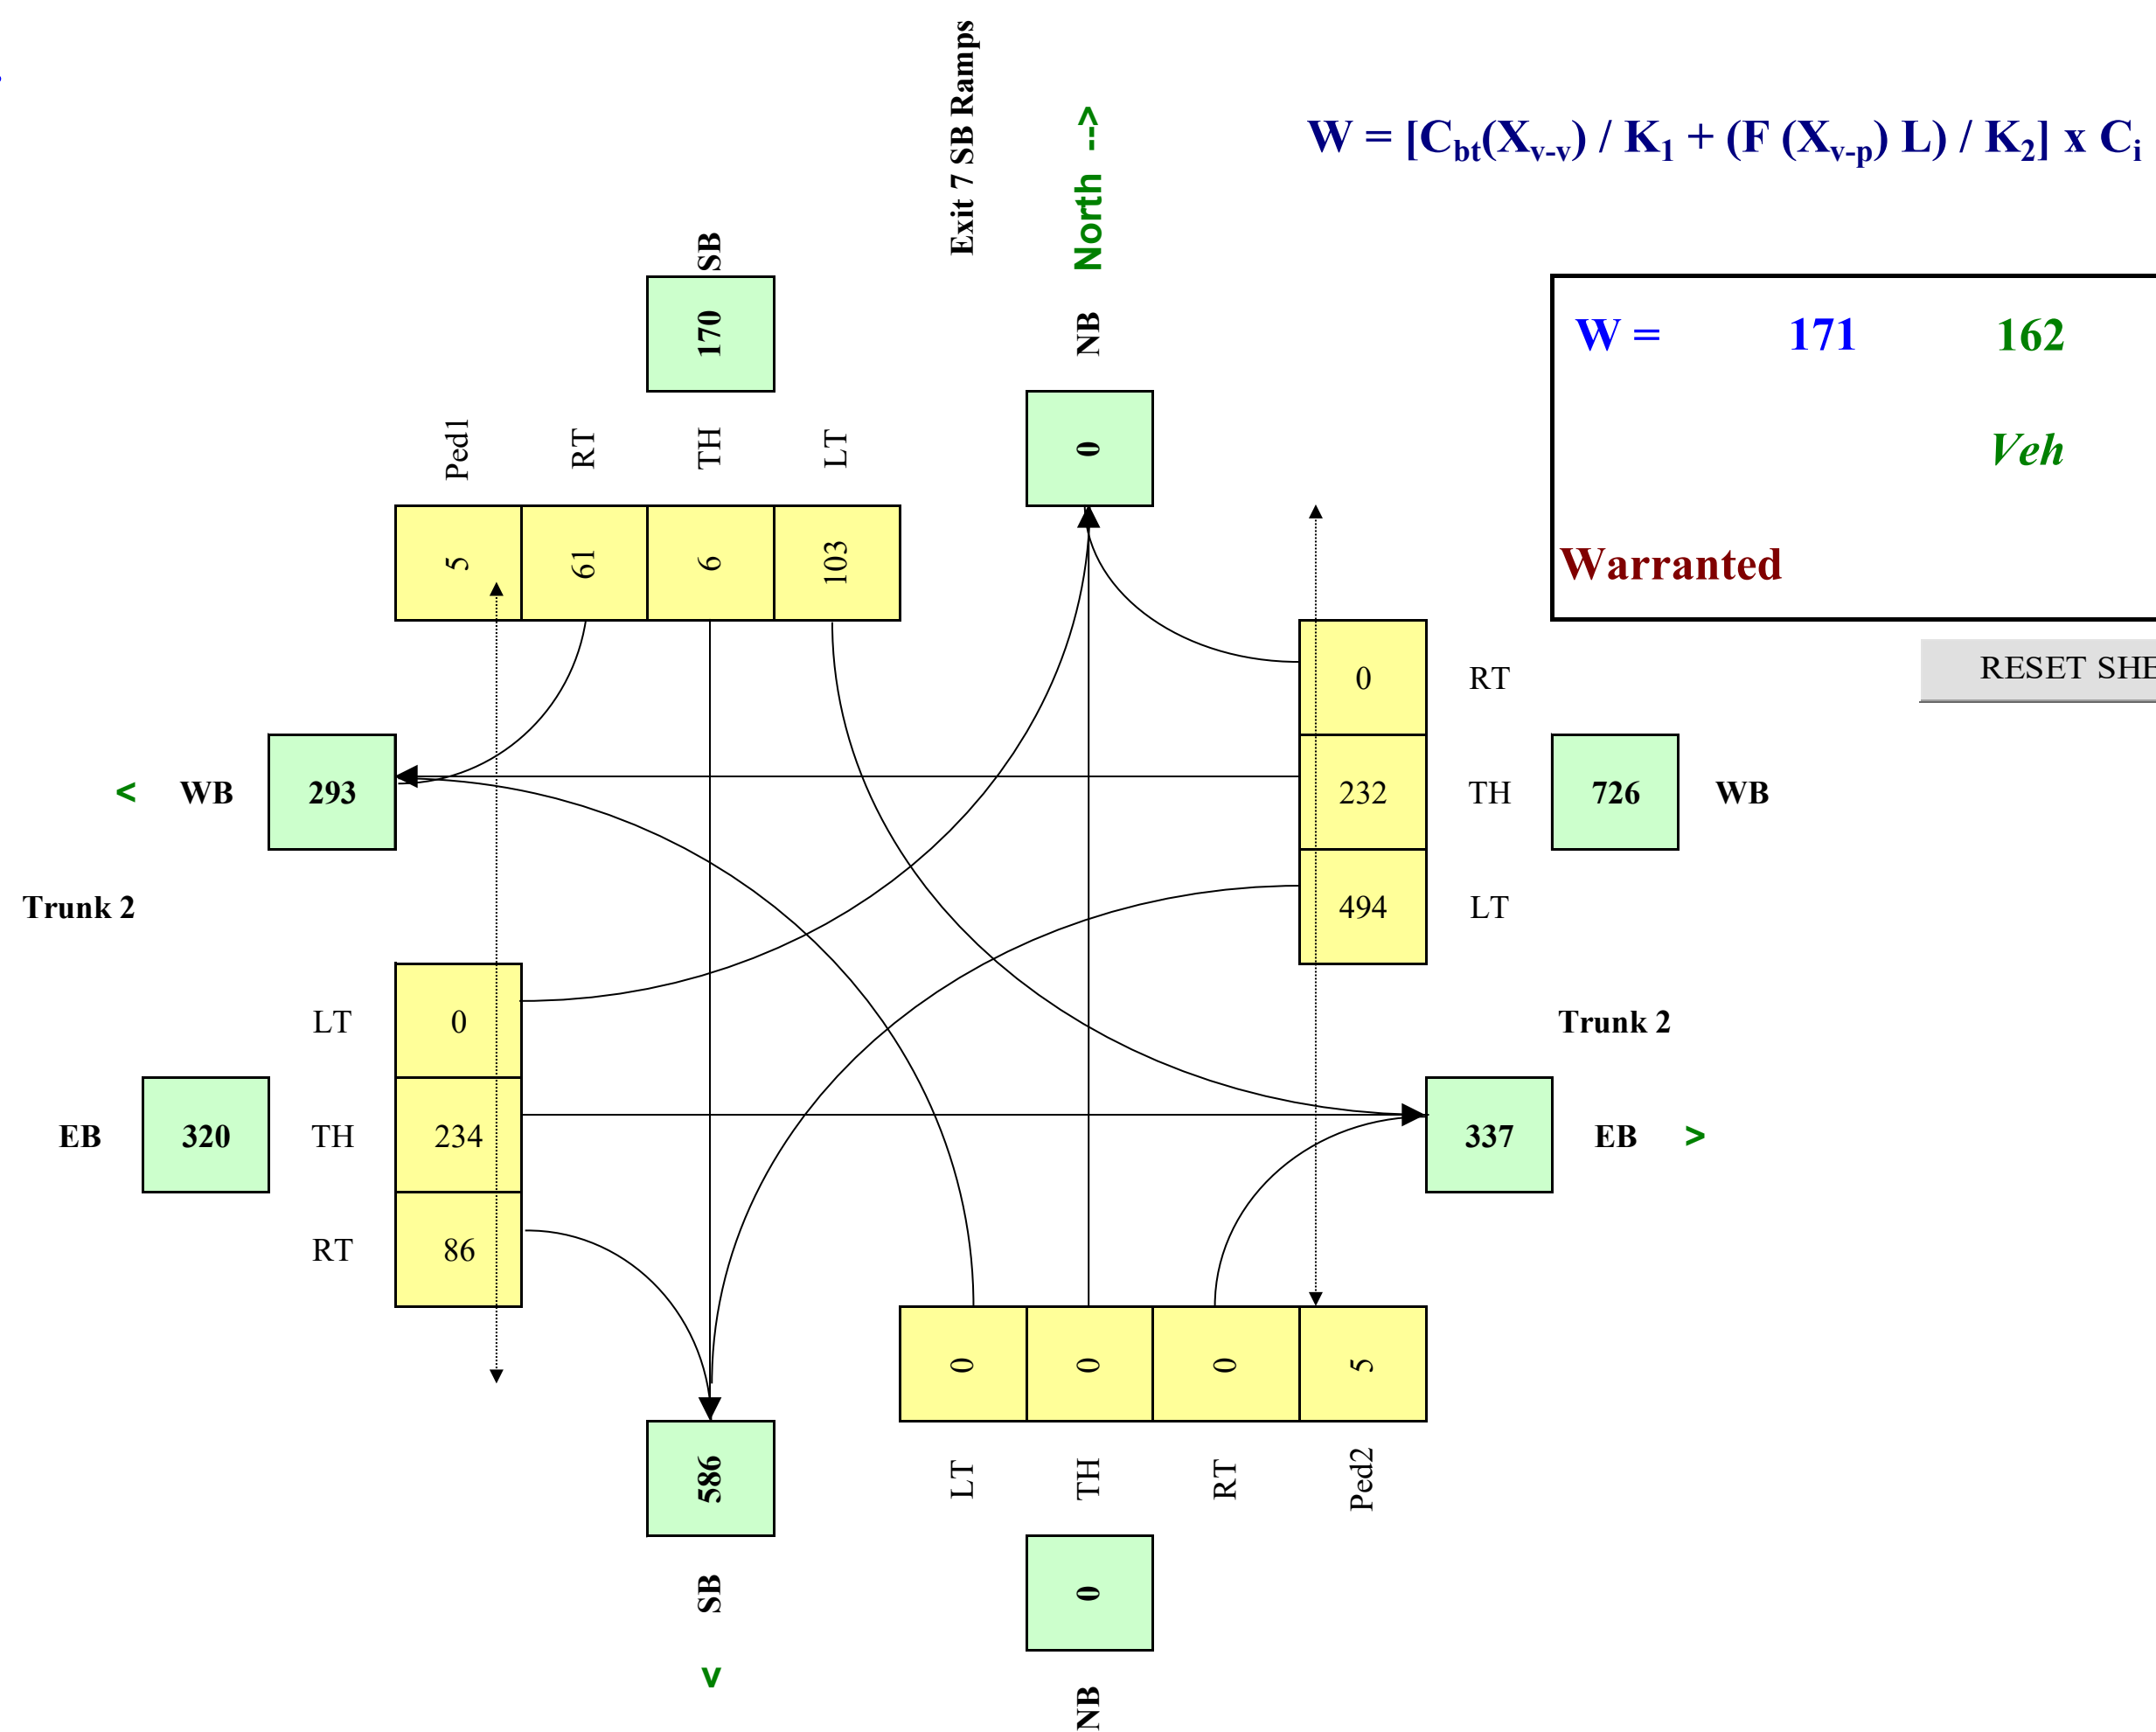 Exit 7 SB Ramps
North -->
W = [Cbt(Xv-v) / K1 + (F (Xv-p) L) / K2] x Ci
SB
NB
170
W = 171 162
0
Veh
Ped1 RT TH LT
5 61 6 103
Warranted
RESET SHE
0 RT
< WB 293
232 TH 726 WB
Trunk 2
494 LT
LT 0
Trunk 2
EB 320 TH 234
337 EB >
RT 86
0 0 0 5
586
LT TH RT Ped2
SB
0
v
NB